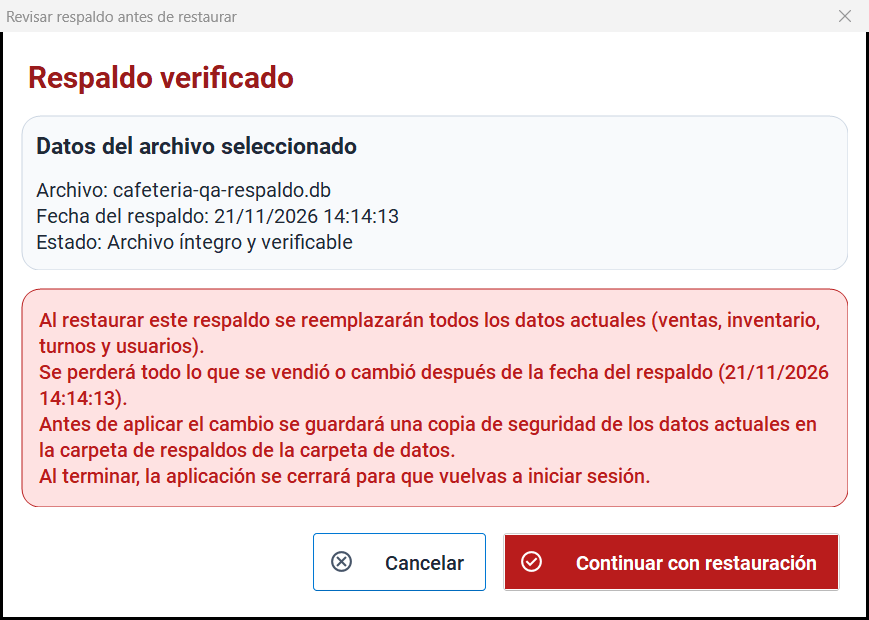 Revisar respaldo antes de restaurar
Respaldo verificado
Datos del archivo seleccionado
Archivo: cafeteria-qa-respaldo.db
Fecha del respaldo: 21/11/2026 14:14:13
Estado: Archivo íntegro y verificable
Al restaurar este respaldo se reemplazarán todos los datos actuales (ventas, inventario,
turnos y usuarios).
Se perderá todo lo que se vendió o cambió después de la fecha del respaldo (21/11/2026
14:14:13).
Antes de aplicar el cambio se guardará una copia de seguridad de los datos actuales en
la carpeta de respaldos de la carpeta de datos.
Al terminar, la aplicación se cerrará para que vuelvas a iniciar sesión.
Cancelar
Continuar con restauración